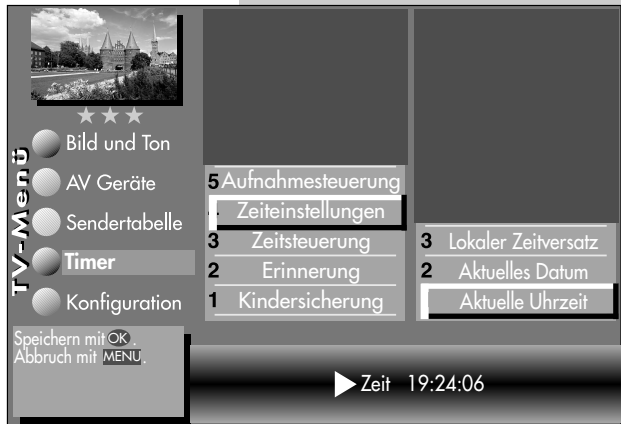 TV-Menü
Bild und Ton
AV Geräte
Sendertabelle
Timer
Konfiguration
5 Aufnahmesteuerung
Zeiteinstellungen
3 Zeitsteuerung
2 Erinnerung
1 Kindersicherung
3 Lokaler Zeitversatz
2 Aktuelles Datum
Aktuelle Uhrzeit
Speichern mit OK.
Abbruch mit MENU.
Zeit 19:24:06